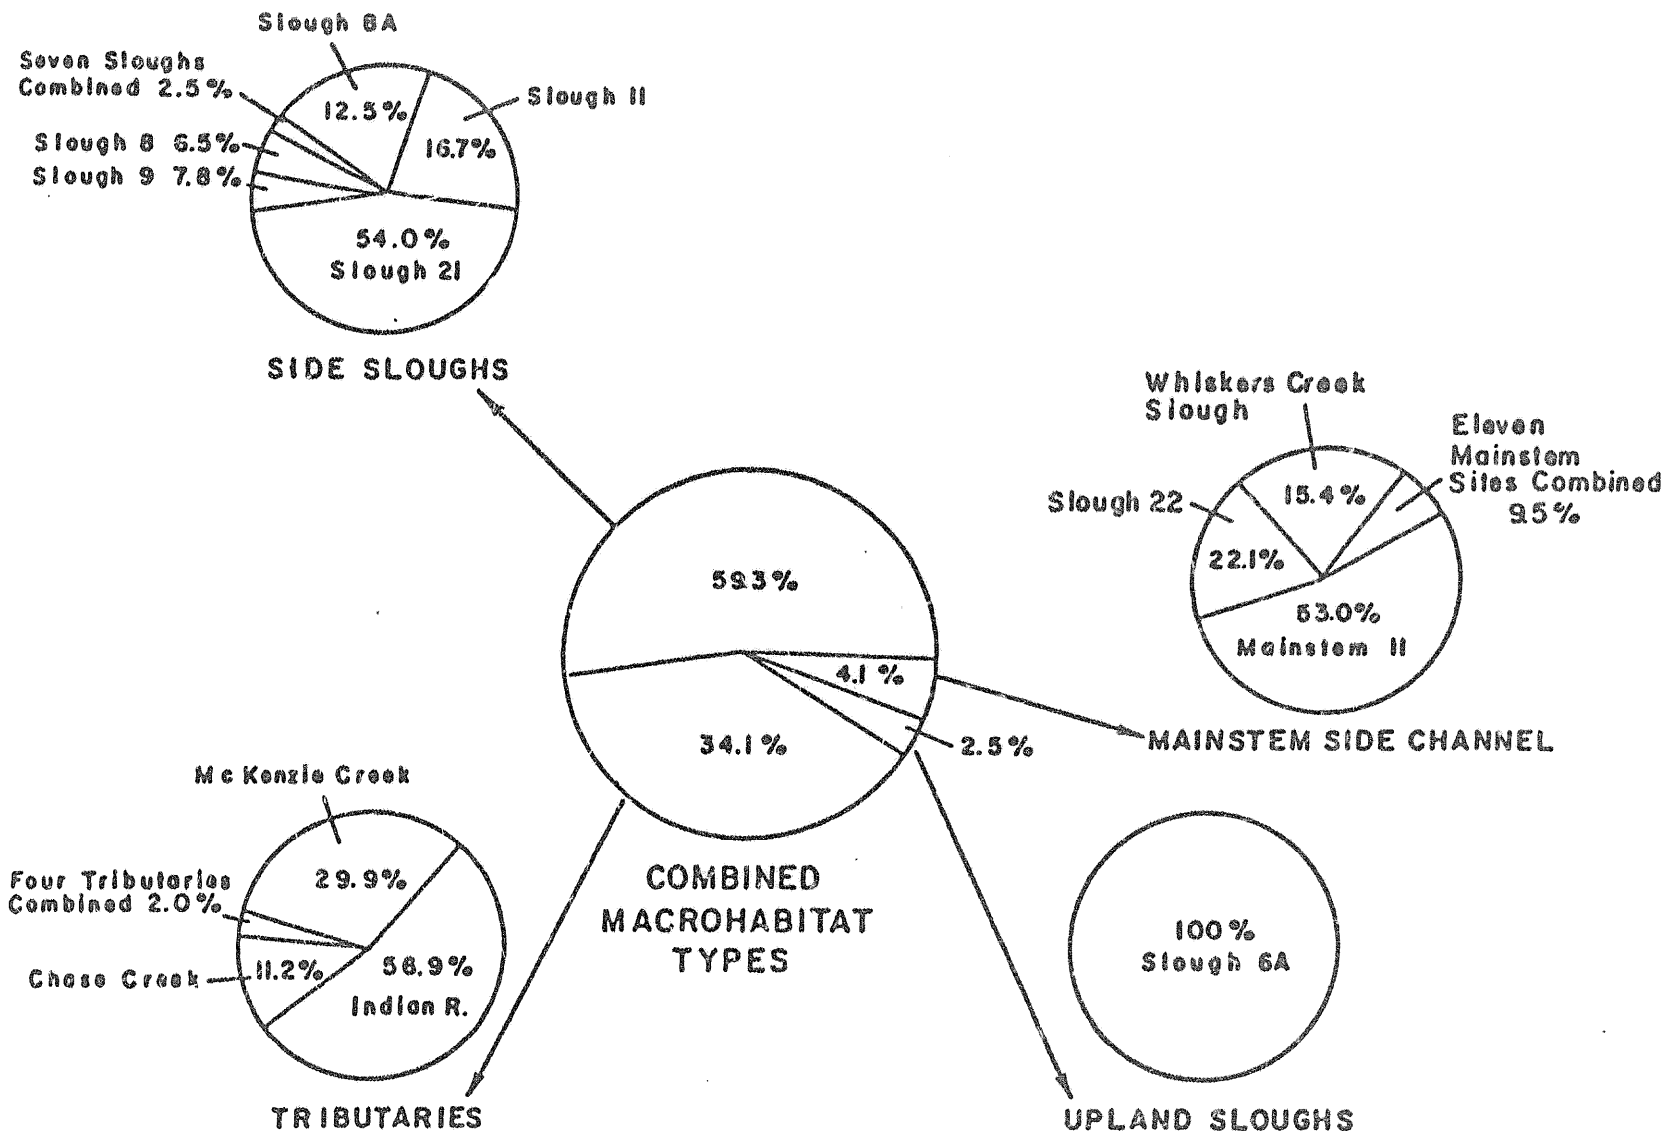 Slough 8A
Seven Sloughs
Combined 2.5%
12.5%
Slough 11
16.7%
Slough 8 6.5%
Slough 9 7.8%
54.0%
Slough 21
SIDE SLOUGHS
Whiskers Creek
Slough
Eleven
Mainstem
Sites Combined
9.5%
15.4%
Slough 22
22.1%
53.0%
Mainstem 11
MAINSTEM SIDE CHANNEL
59.3%
4.1 %
2.5%
34.1%
COMBINED
MACROHABITAT
TYPES
McKenzie Creek
29.9%
Four Tributaries
Combined 2.0%
Chase Creek
11.2%
56.9%
Indian R.
TRIBUTARIES
100%
Slough 6A
UPLAND SLOUGHS